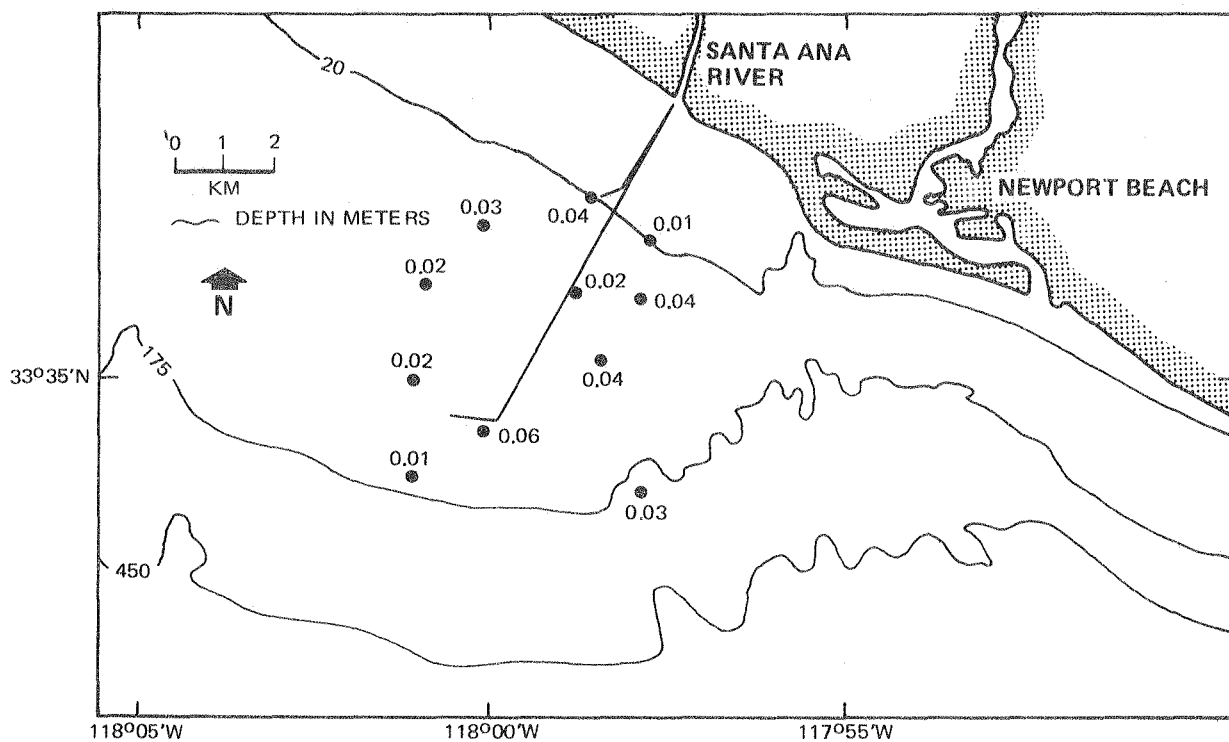 SANTA ANA
RIVER
20
0 1 2
KM
DEPTH IN METERS
NEWPORT BEACH
0.03
0.04
0.01
0.02
0.02
0.04
N
175
33°35'N
0.02
0.04
0.06
0.01
0.03
450
118°05'W
118°00'W
117°55'W